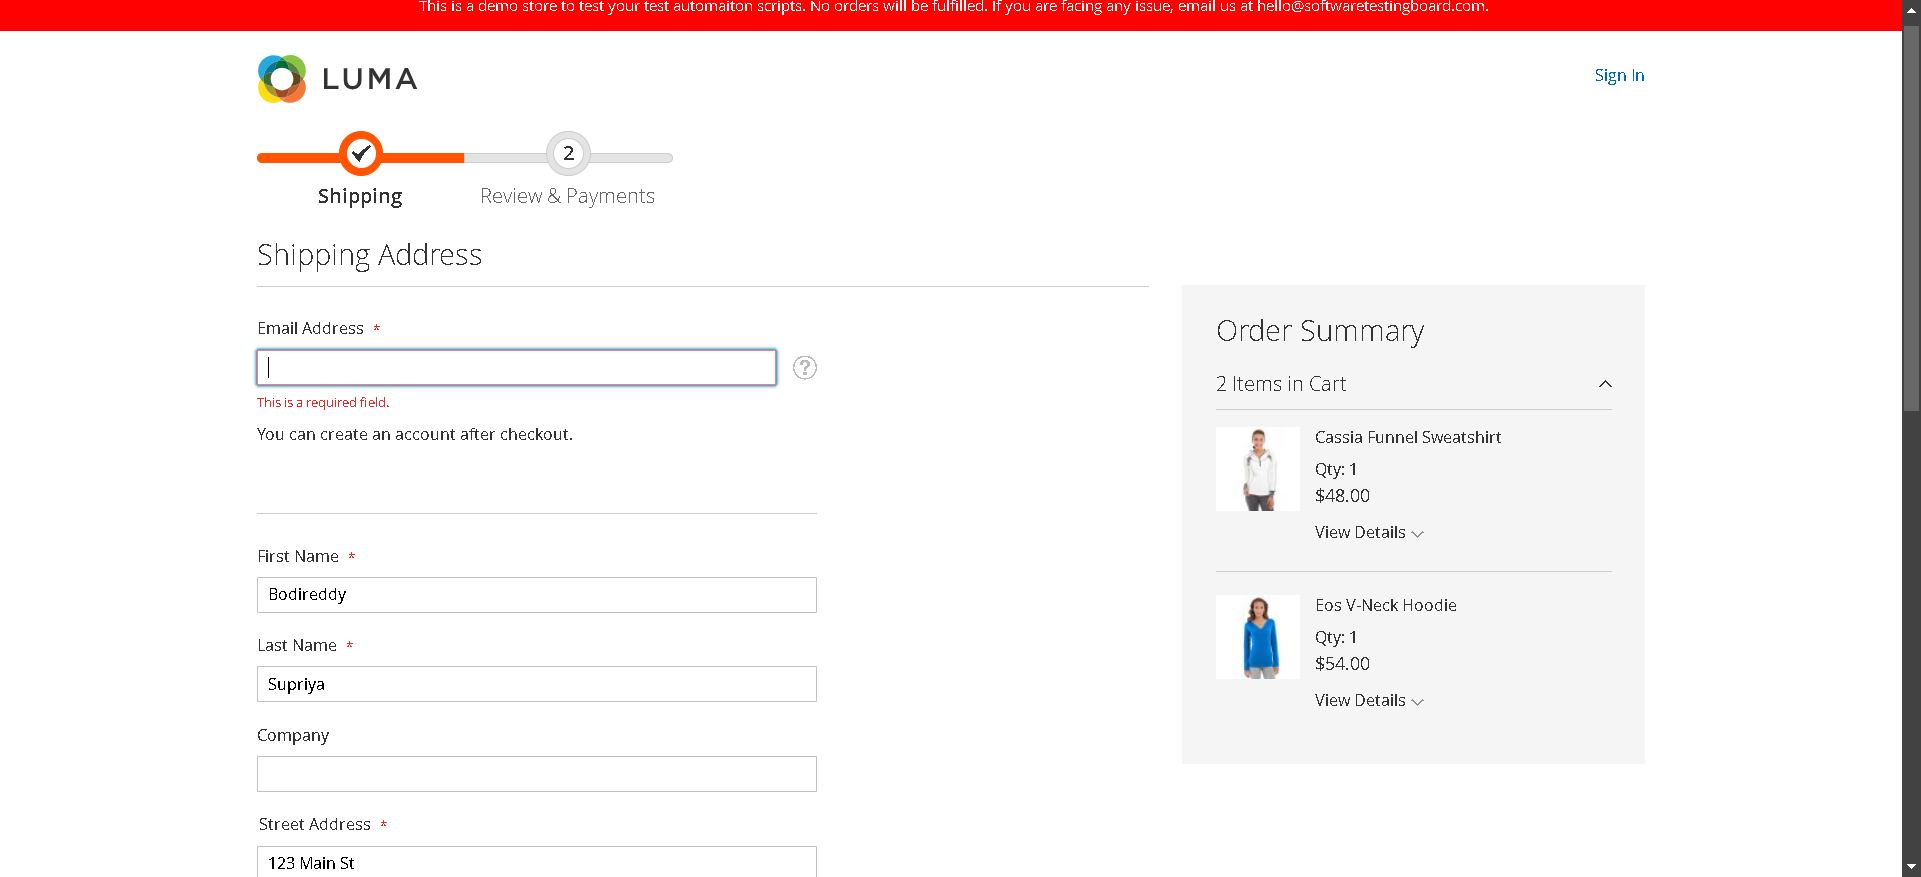 This is a demo store to test your test automaiton scripts. No orders will be fulfilled. If you are facing any issue, email us at hello@softwaretestingboard.com.
LUMA
Sign In
2
Shipping
Review & Payments
Shipping Address
Email Address *
?
This is a required field.
You can create an account after checkout.
First Name *
Bodireddy
Last Name *
Supriya
Company
Street Address *
123 Main St
Order Summary
2 Items in Cart
Cassia Funnel Sweatshirt
Qty: 1
$48.00
View Details
Eos V-Neck Hoodie
Qty: 1
$54.00
View Details